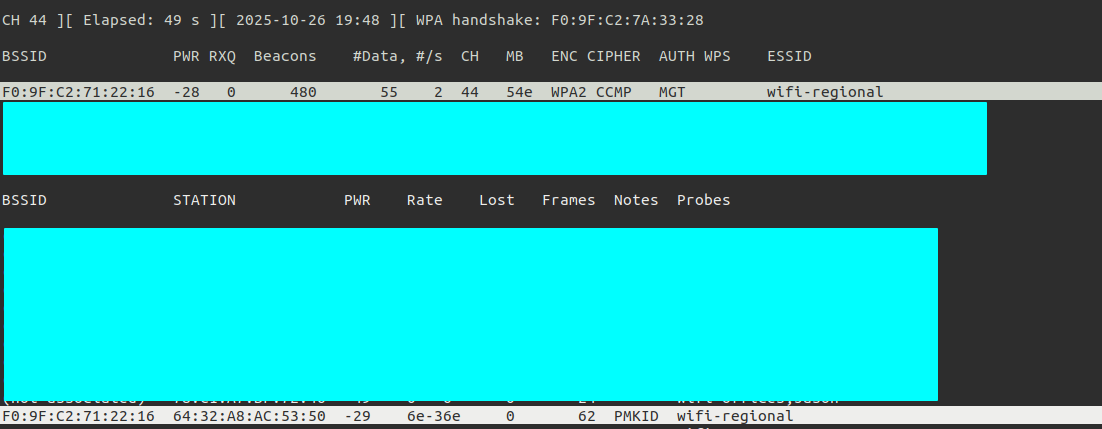 CH 44 ][ Elapsed: 49 s ][ 2025-10-26 19:48 ][ WPA handshake: F0:9F:C2:7A:33:28
BSSID PWR RXQ Beacons #Data, #/s CH MB ENC CIPHER AUTH WPS ESSID
F0:9F:C2:71:22:16 -28 0 480 55 2 44 54e WPA2 CCMP MGT wifi-regional
BSSID STATION PWR Rate Lost Frames Notes Probes
F0:9F:C2:71:22:16 64:32:A8:AC:53:50 -29 6e-36e 0 62 PMKID wifi-regional